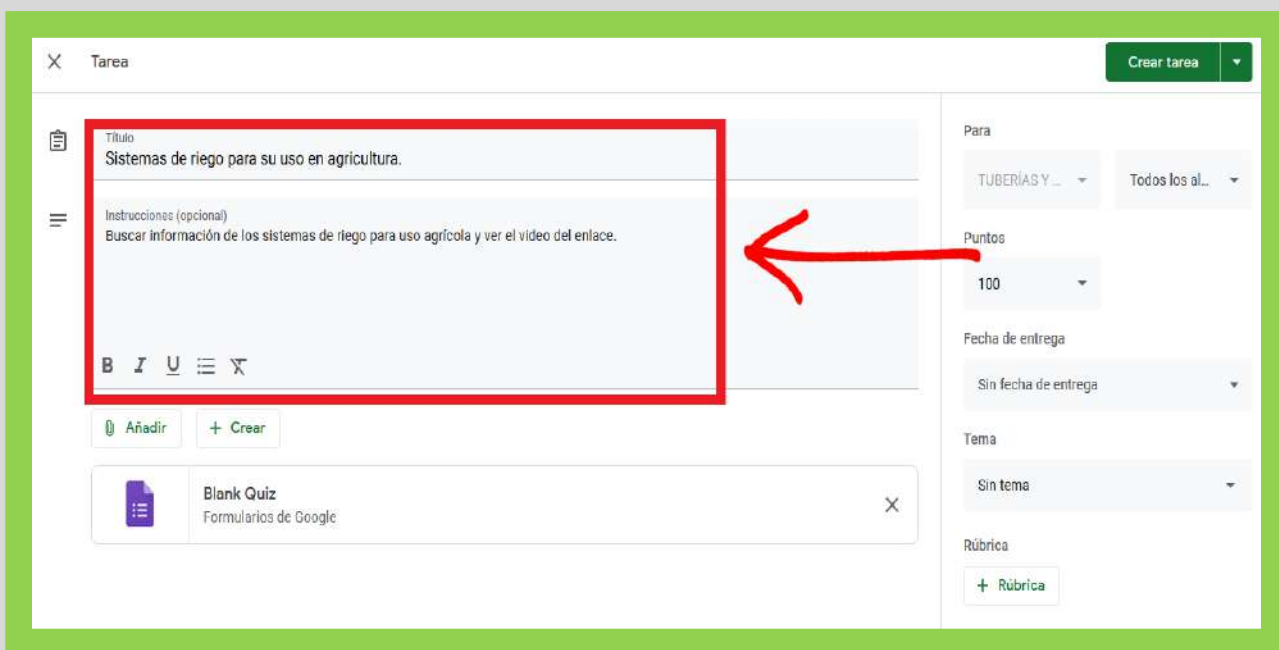 Tarea
Crear tarea
Título
Sistemas de riego para su uso en agricultura.
Instrucciones (opcional)
Buscar información de los sistemas de riego para uso agrícola y ver el video del enlace.
B I U
Añadir
+ Crear
Blank Quiz
Formularios de Google
Para
TUBERÍAS Y ...
Todos los al...
Puntos
100
Fecha de entrega
Sin fecha de entrega
Tema
Sin tema
Rúbrica
+ Rúbrica